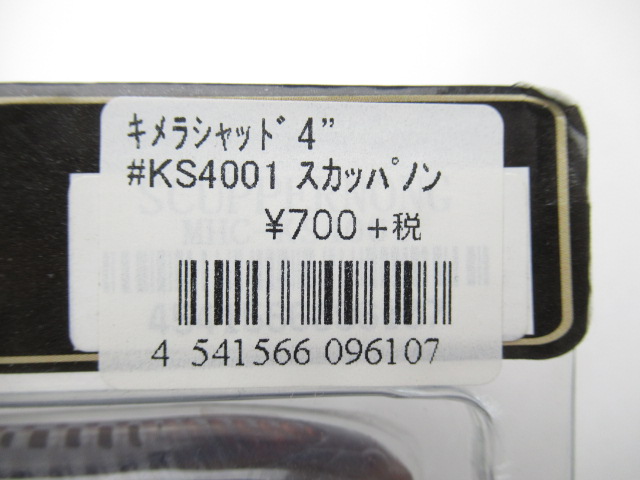 ｷﾒﾗｼｬｯﾄﾞ 4"
#KS4001 ｽｶｯﾊﾟﾉﾝ
¥700+税
4 541566 096107
SCUPPERNONG